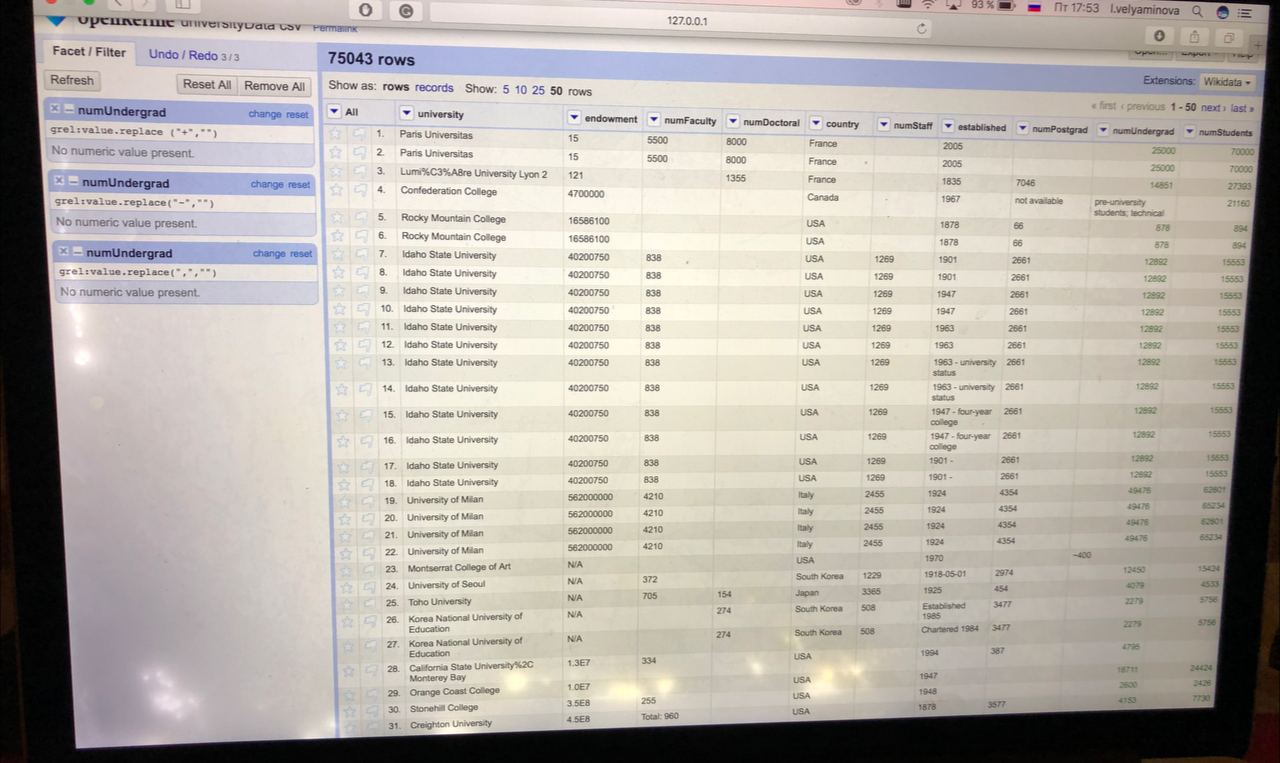 93 %
Пт 17:53
l.velyaminova
127.0.0.1
OpenRefine universityData csv Permalink
Facet / Filter
Undo / Redo 3 / 3
Refresh
Reset All
Remove All
numUndergrad
change reset
grel:value.replace ("+","")
No numeric value present.
numUndergrad
change reset
grel:value.replace("-","")
No numeric value present.
numUndergrad
change reset
grel:value.replace(",","")
No numeric value present.
75043 rows
Extensions: Wikidata
Show as: rows records Show: 5 10 25 50 rows
« first ‹ previous 1 - 50 next › last »
All university endowment numFaculty numDoctoral country numStaff established numPostgrad numUndergrad numStudents
1. Paris Universitas 15 5500 8000 France 2005 25000 70000
2. Paris Universitas 15 5500 8000 France 2005 25000 70000
3. Lumi%C3%A8re University Lyon 2 121 1355 France 1835 7046 14851 27393
4. Confederation College 4700000 Canada 1967 not available pre-university 21160
students; technical
5. Rocky Mountain College 16586100 USA 1878 66 878 894
6. Rocky Mountain College 16586100 USA 1878 66 878 894
7. Idaho State University 40200750 838 USA 1269 1901 2661 12892 15553
8. Idaho State University 40200750 838 USA 1269 1901 2661 12892 15553
9. Idaho State University 40200750 838 USA 1269 1947 2661 12892 15553
10. Idaho State University 40200750 838 USA 1269 1947 2661 12892 15553
11. Idaho State University 40200750 838 USA 1269 1963 2661 12892 15553
12. Idaho State University 40200750 838 USA 1269 1963 2661 12892 15553
13. Idaho State University 40200750 838 USA 1269 1963 - university 2661 12892 15553
status
14. Idaho State University 40200750 838 USA 1269 1963 - university 2661 12892 15553
status
15. Idaho State University 40200750 838 USA 1269 1947 - four-year 2661 12892 15553
college
16. Idaho State University 40200750 838 USA 1269 1947 - four-year 2661 12892 15553
college
17. Idaho State University 40200750 838 USA 1269 1901 - 2661 12892 15553
18. Idaho State University 40200750 838 USA 1269 1901 - 2661 12892 15553
19. University of Milan 562000000 4210 Italy 2455 1924 4354 49476 62801
20. University of Milan 562000000 4210 Italy 2455 1924 4354 49476 65234
21. University of Milan 562000000 4210 Italy 2455 1924 4354 49476 62801
22. University of Milan 562000000 4210 Italy 2455 1924 4354 49476 65234
23. Montserrat College of Art N/A USA 1970 ~400
24. University of Seoul N/A 372 South Korea 1229 1918-05-01 2974 12450 15424
25. Toho University N/A 705 154 Japan 3365 1925 454 4079 4533
26. Korea National University of N/A 274 South Korea 508 Established 3477 2279 5756
Education 1985
27. Korea National University of N/A 274 South Korea 508 Chartered 1984 3477 2279 5756
Education
28. California State University%2C 1.3E7 334 USA 1994 387 4795
Monterey Bay
29. Orange Coast College 1.0E7 USA 1947 24424
30. Stonehill College 3.5E8 255 USA 1948 2600 2426
31. Creighton University 4.5E8 Total: 960 USA 1878 3577 4153 7730